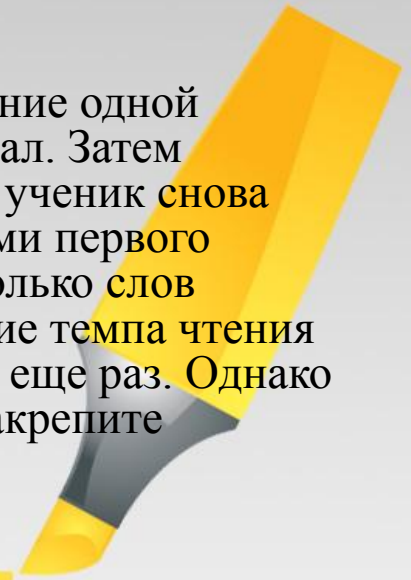 ние одной
ал. Затем
ученик снова
ми первого
олько слов
ие темпа чтения
еще раз. Однако
акрепите